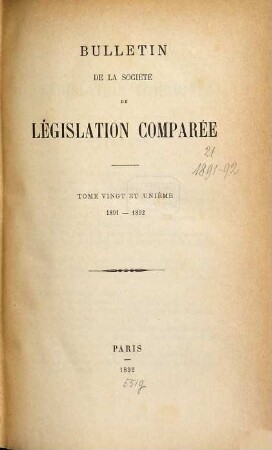 BULLETIN
DE LA SOCIÉTÉ
DE
LÉGISLATION COMPARÉE
21
1891-92
TOME VINGT ET UNIÈME
1891 — 1892
PARIS
1892